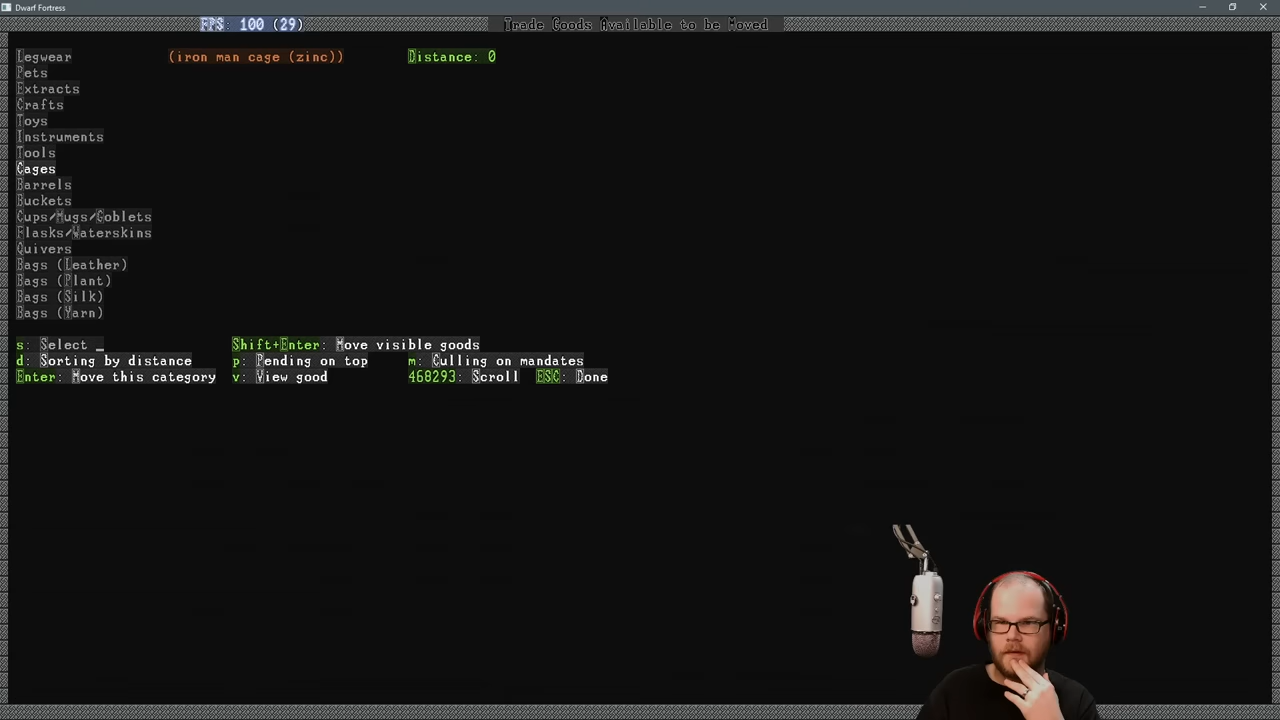 Dwarf Fortress
FPS: 100 (29)
Trade Goods Available to be Moved
Legwear (iron man cage (zinc)) Distance: 0
Pets
Extracts
Crafts
Toys
Instruments
Tools
Cages
Barrels
Buckets
Cups/Mugs/Goblets
Flasks/Waterskins
Quivers
Bags (Leather)
Bags (Plant)
Bags (Silk)
Bags (Yarn)
s: Select _ Shift+Enter: Move visible goods
d: Sorting by distance p: Pending on top m: Culling on mandates
Enter: Move this category v: View good 468293: Scroll ESC: Done